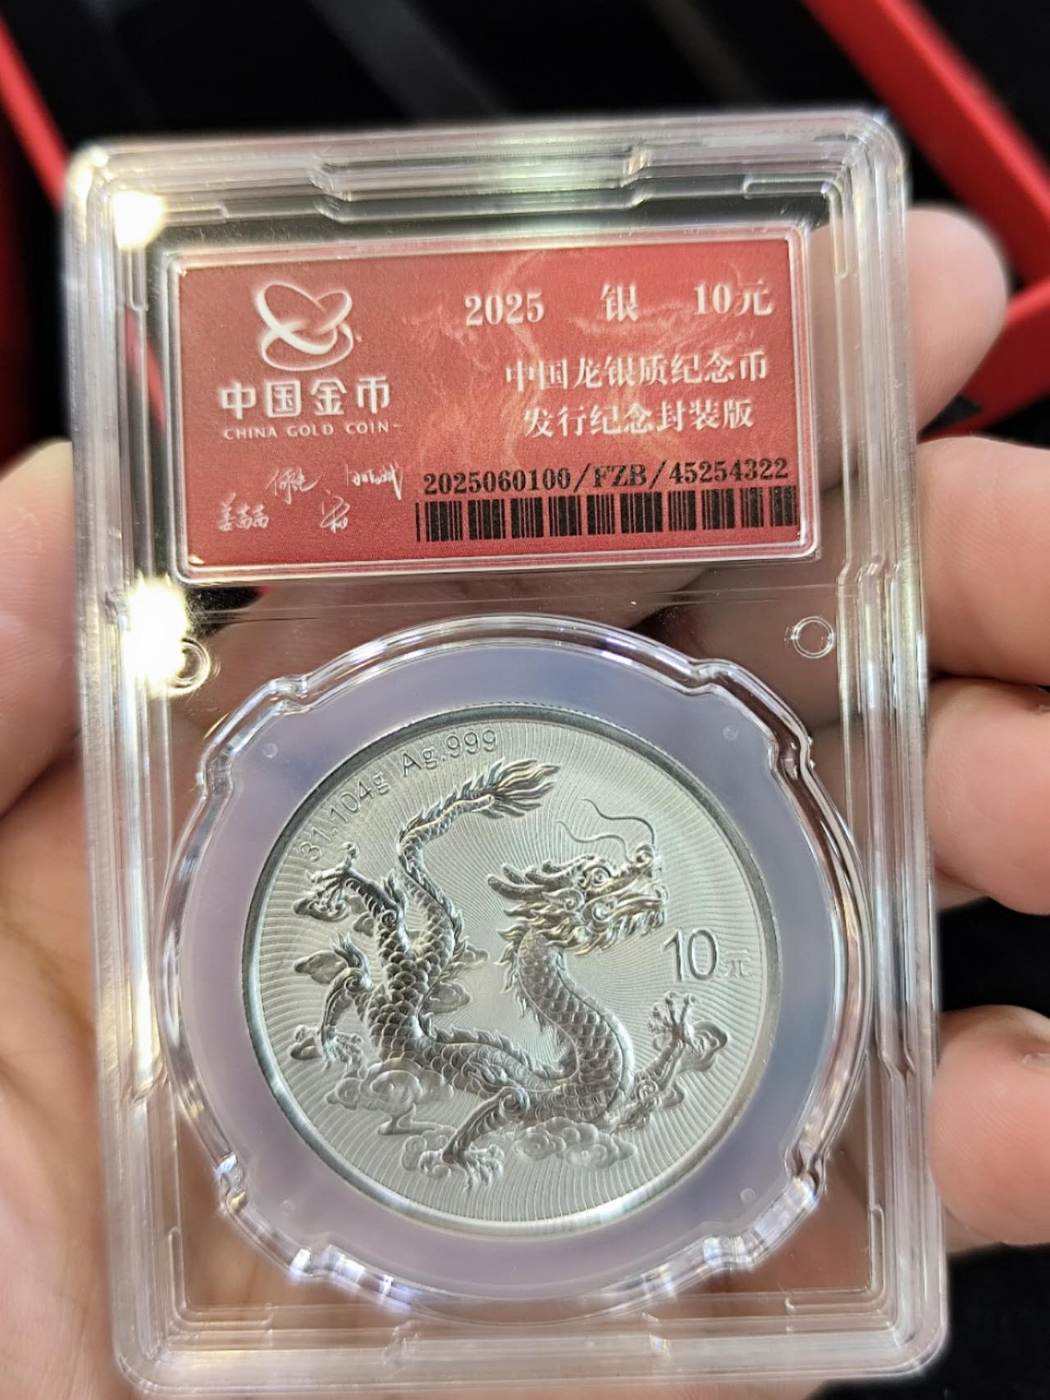 2025 银 10元
中国金币
CHINA GOLD COIN
中国龙银质纪念币
发行纪念封装版
2025060100/FZB/45254322
31.104g Ag.999
10元